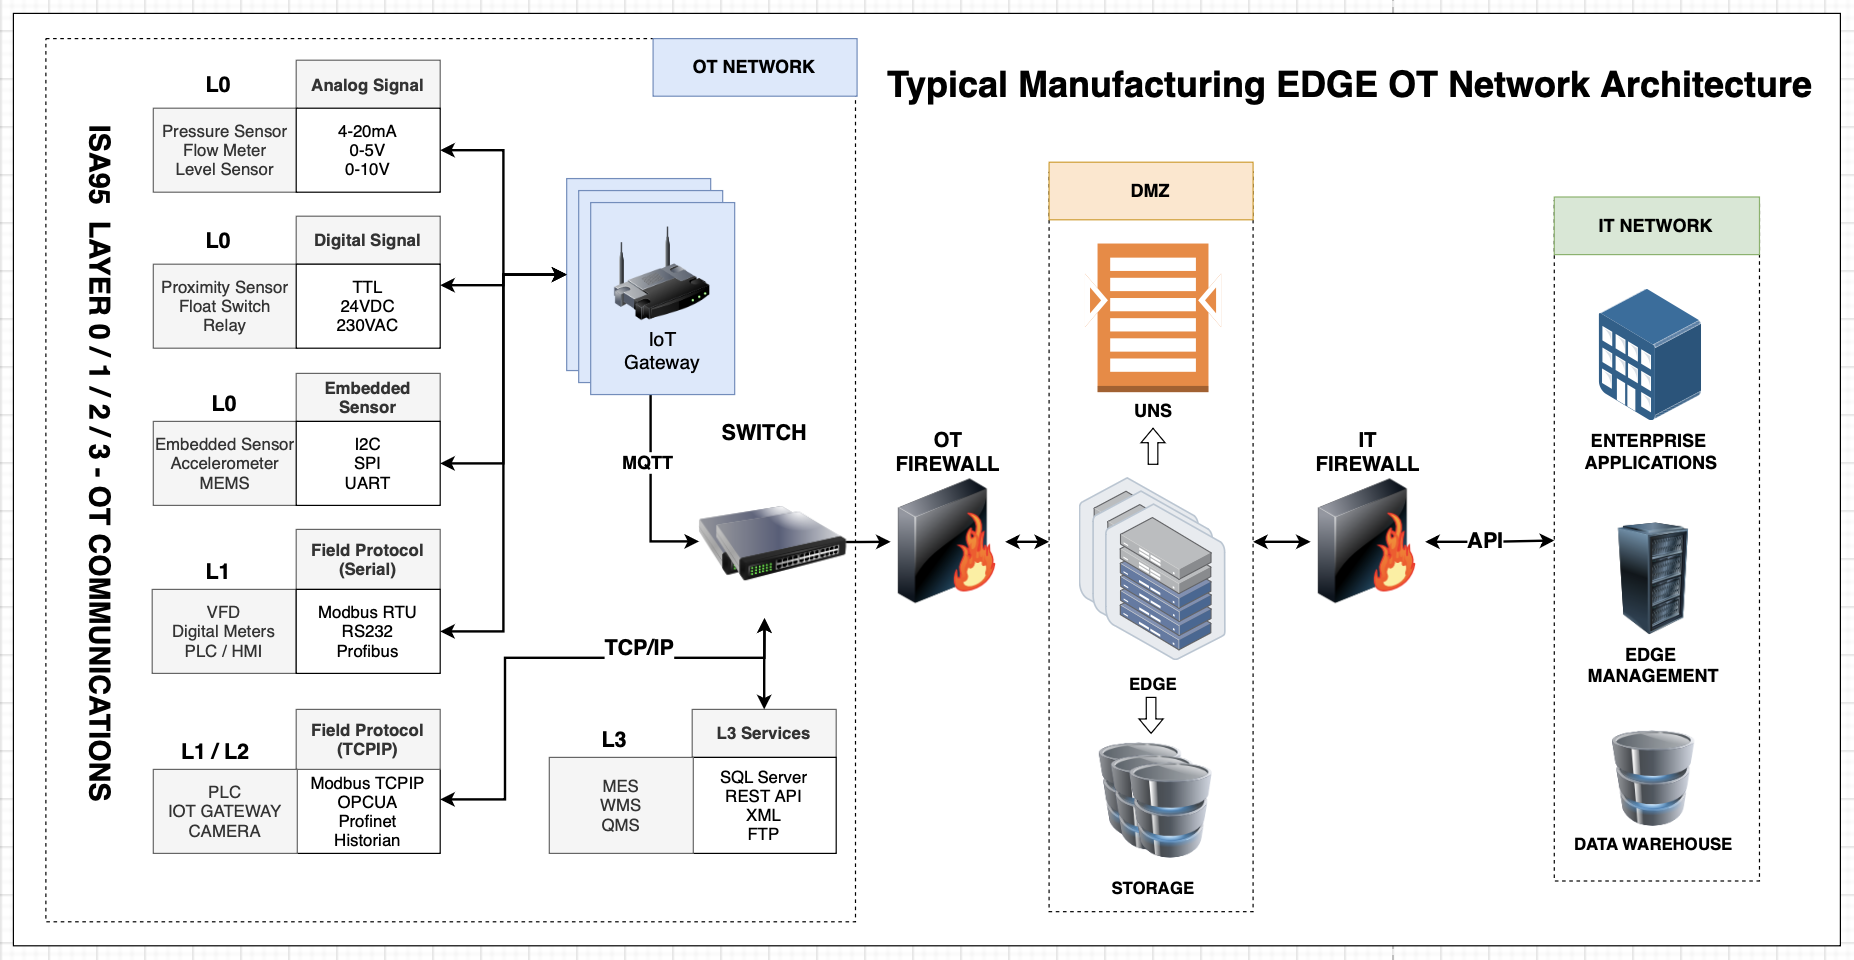 Typical Manufacturing EDGE OT Network Architecture
OT NETWORK
ISA95 LAYER 0 / 1 / 2 / 3 - OT COMMUNICATIONS
L0
Analog Signal
Pressure Sensor
Flow Meter
Level Sensor
4-20mA
0-5V
0-10V
L0
Digital Signal
Proximity Sensor
Float Switch
Relay
TTL
24VDC
230VAC
L0
Embedded
Sensor
Embedded Sensor
Accelerometer
MEMS
I2C
SPI
UART
L1
Field Protocol
(Serial)
VFD
Digital Meters
PLC / HMI
Modbus RTU
RS232
Profibus
L1 / L2
Field Protocol
(TCPIP)
PLC
IOT GATEWAY
CAMERA
Modbus TCPIP
OPCUA
Profinet
Historian
IoT
Gateway
MQTT
SWITCH
TCP/IP
L3
L3 Services
MES
WMS
QMS
SQL Server
REST API
XML
FTP
OT
FIREWALL
DMZ
UNS
EDGE
STORAGE
IT
FIREWALL
API
IT NETWORK
ENTERPRISE
APPLICATIONS
EDGE
MANAGEMENT
DATA WAREHOUSE